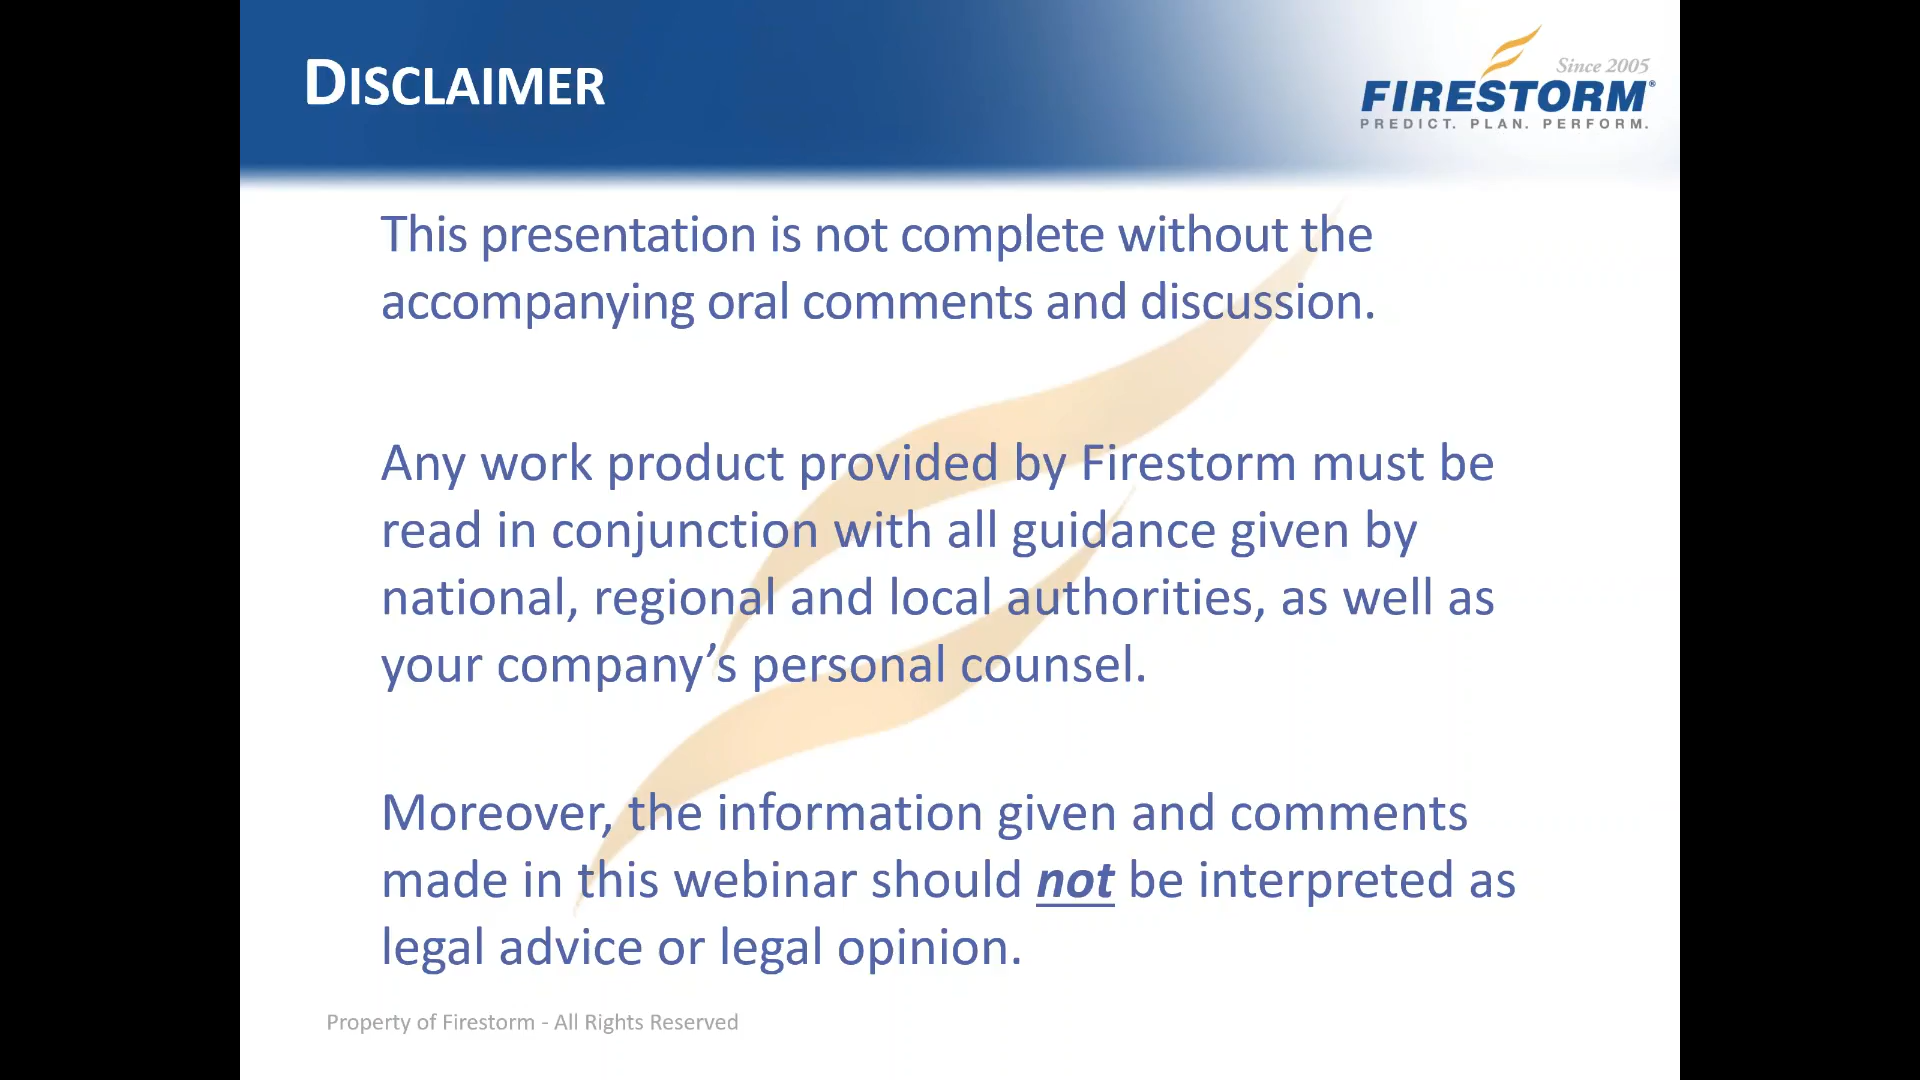 DISCLAIMER
Since 2005
FIRESTORM®
PREDICT. PLAN. PERFORM.
This presentation is not complete without the
accompanying oral comments and discussion.
Any work product provided by Firestorm must be
read in conjunction with all guidance given by
national, regional and local authorities, as well as
your company’s personal counsel.
Moreover, the information given and comments
made in this webinar should not be interpreted as
legal advice or legal opinion.
Property of Firestorm - All Rights Reserved